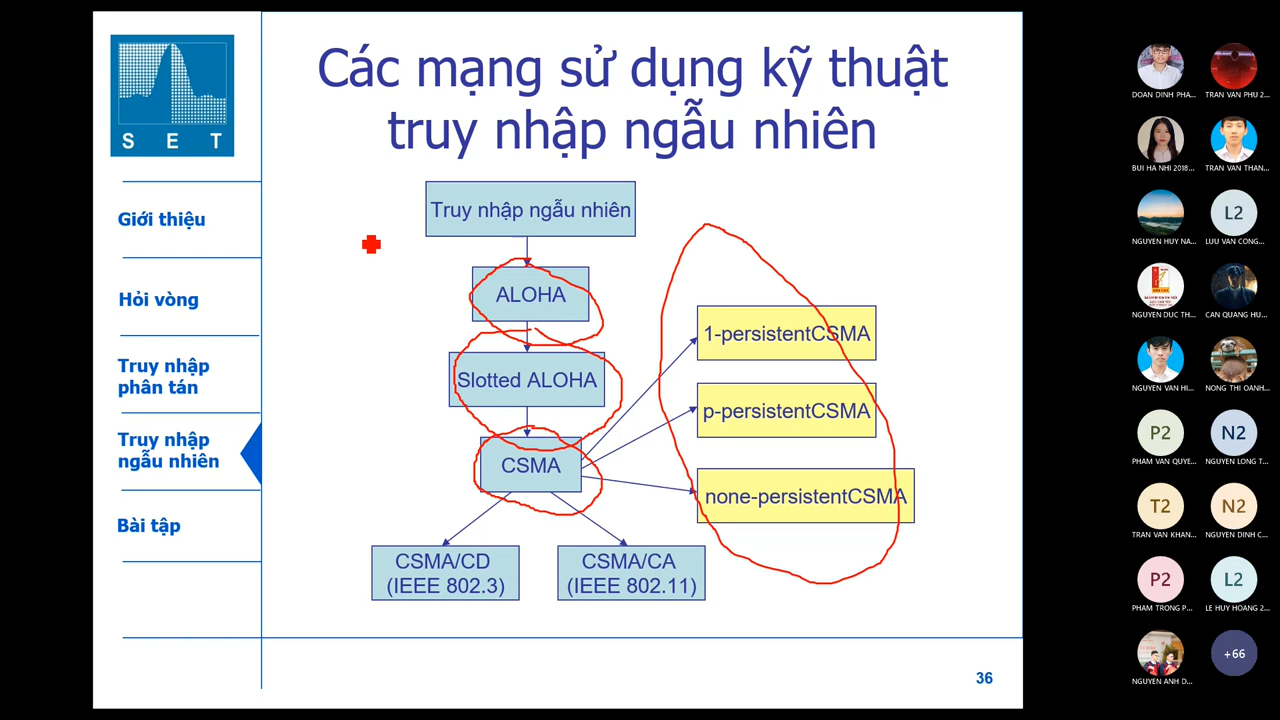 Các mạng sử dụng kỹ thuật
truy nhập ngẫu nhiên
S E T
Giới thiệu
Hỏi vòng
Truy nhập
phân tán
Truy nhập
ngẫu nhiên
Bài tập
Truy nhập ngẫu nhiên
ALOHA
Slotted ALOHA
CSMA
1-persistentCSMA
p-persistentCSMA
none-persistentCSMA
CSMA/CD
(IEEE 802.3)
CSMA/CA
(IEEE 802.11)
36
DOAN DINH PHA...
TRAN VAN PHU 2...
BUI HA NHI 2018...
TRAN VAN THAN...
NGUYEN HUY NA...
L2
LUU VAN CONG...
NGUYEN DUC TH...
CAN QUANG HU...
NGUYEN VAN HI...
NONG THI OANH...
P2
PHAM VAN QUYE...
N2
NGUYEN LONG T...
T2
TRAN VAN KHAN...
N2
NGUYEN DINH C...
P2
PHAM TRONG P...
L2
LE HUY HOANG 2...
NGUYEN ANH D...
+66